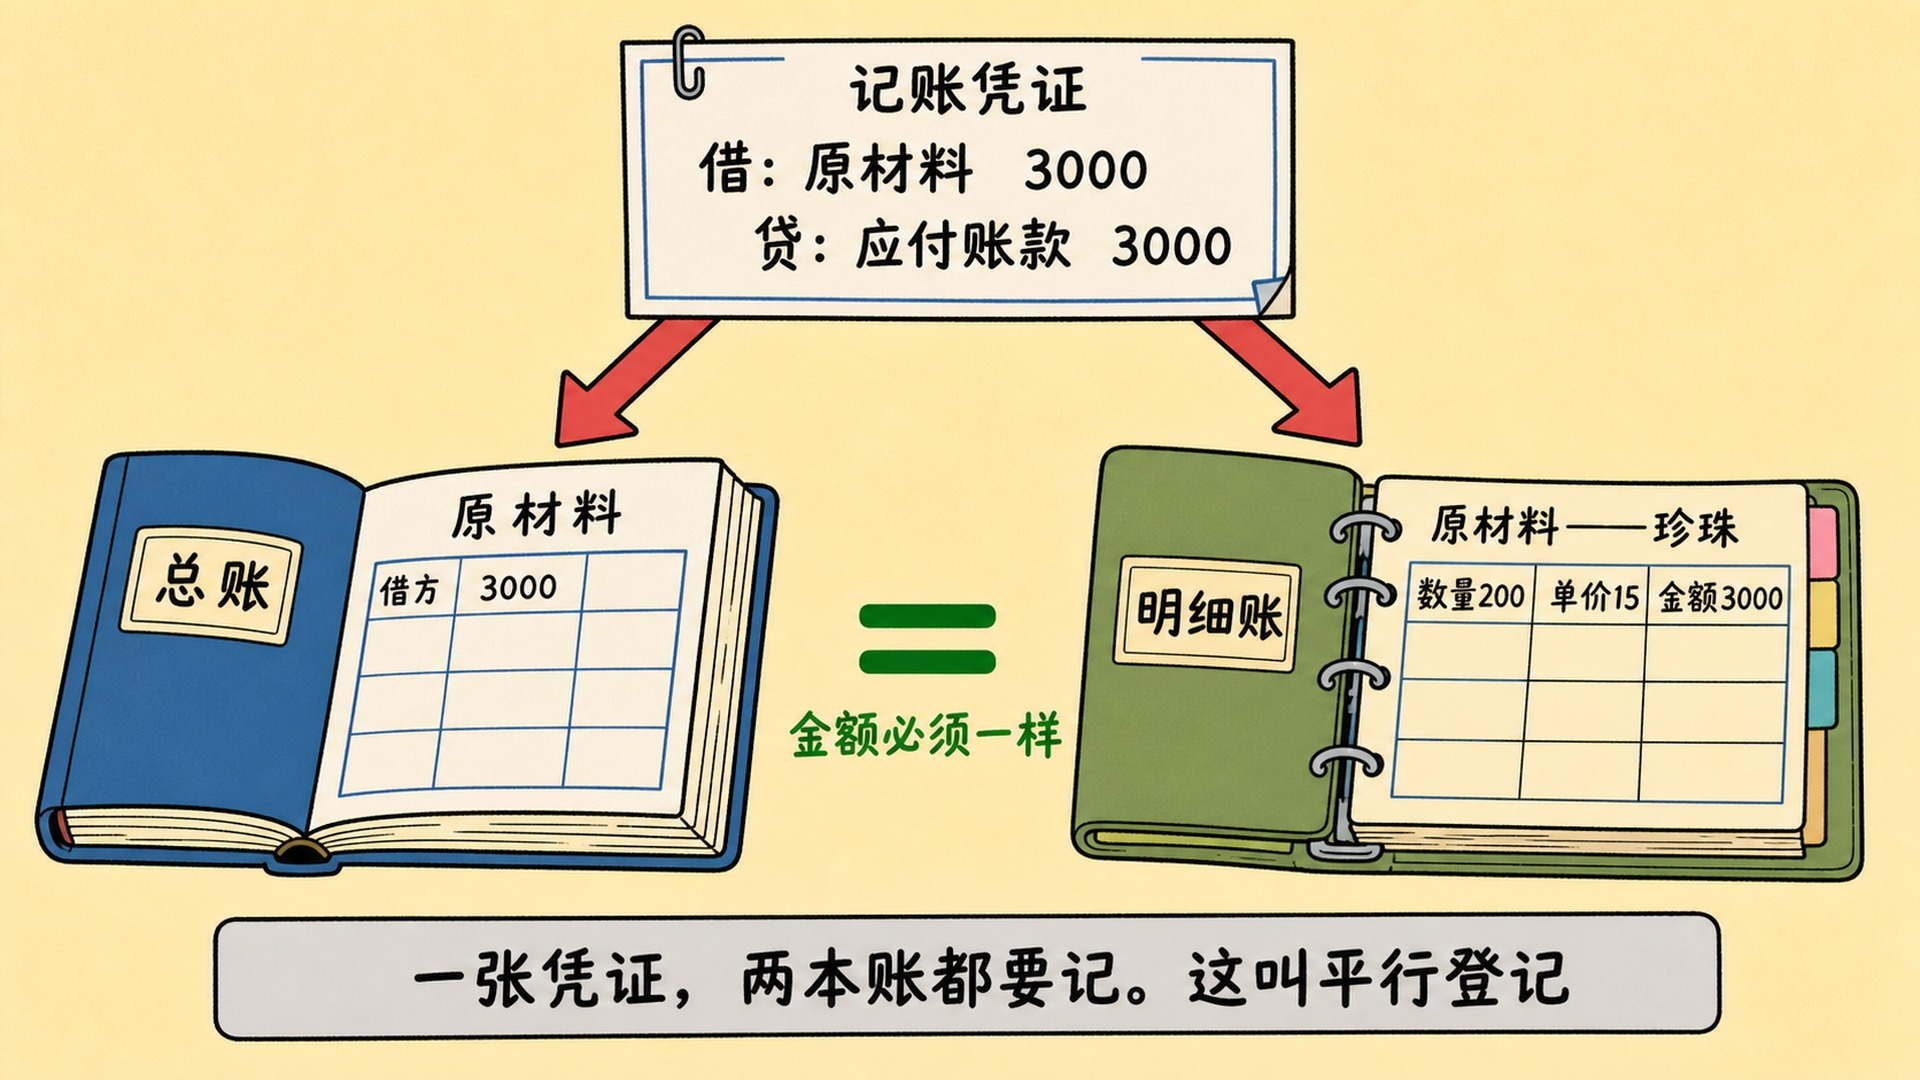 记账凭证
借：原材料 3000
贷：应付账款 3000
总账
原材料
借方 3000
金额必须一样
明细账
原材料——珍珠
数量200 单价15 金额3000
一张凭证，两本账都要记。这叫平行登记